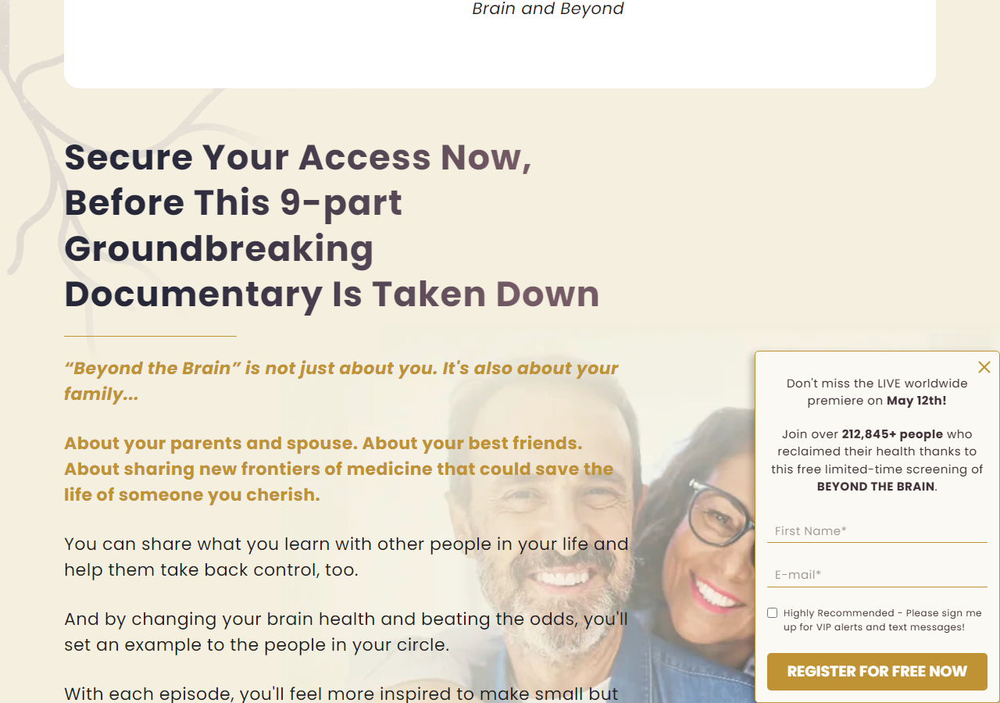 Brain and Beyond
Secure Your Access Now,
Before This 9-part
Groundbreaking
Documentary Is Taken Down
“Beyond the Brain” is not just about you. It's also about your
family...
About your parents and spouse. About your best friends.
About sharing new frontiers of medicine that could save the
life of someone you cherish.
You can share what you learn with other people in your life and
help them take back control, too.
And by changing your brain health and beating the odds, you'll
set an example to the people in your circle.
With each episode, you'll feel more inspired to make small but
Don't miss the LIVE worldwide
premiere on May 12th!
Join over 212,845+ people who
reclaimed their health thanks to
this free limited-time screening of
BEYOND THE BRAIN.
First Name*
E-mail*
Highly Recommended - Please sign me
up for VIP alerts and text messages!
REGISTER FOR FREE NOW